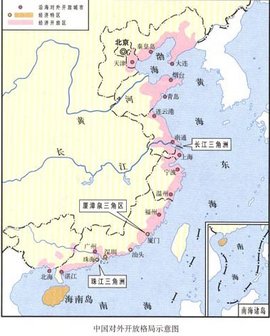 沿海对外开放城市
经济特区
经济开放区
北京
秦皇岛
天津
渤
海
大连
烟台
黄
海
青岛
连云港
黄
河
长
江
南通
长江三角洲
上海
宁波
东
海
温州
厦漳泉三角区
福州
厦门
广州
深圳
汕头
珠海
北海
湛江
珠江三角洲
海南岛
南
海
南海诸岛
中国对外开放格局示意图